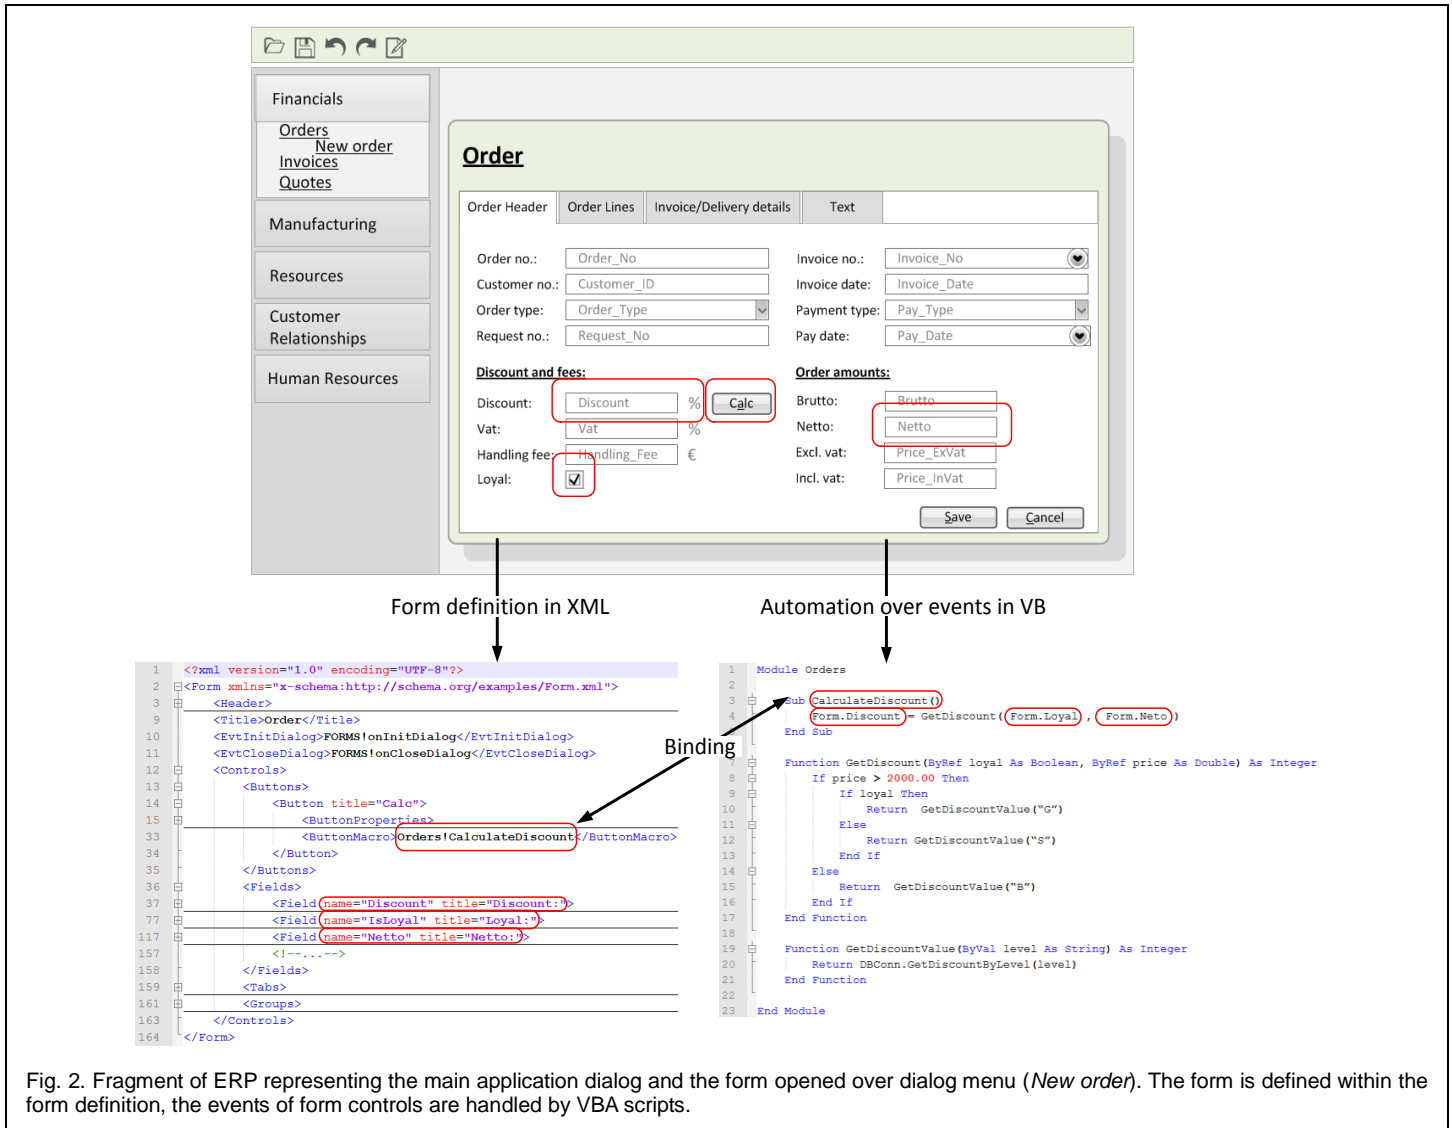 Financials
Orders
New order
Invoices
Quotes
Manufacturing
Resources
Customer
Relationships
Human Resources
Order
Order Header Order Lines Invoice/Delivery details Text
Order no.: Order_No Invoice no.: Invoice_No
Customer no.: Customer_ID Invoice date: Invoice_Date
Order type: Order_Type Payment type: Pay_Type
Request no.: Request_No Pay date: Pay_Date
Discount and fees: Order amounts:
Discount: Discount % Calc Brutto: Brutto
Vat: Vat % Netto: Netto
Handling fee: Handling_Fee € Excl. vat: Price_ExVat
Loyal: Incl. vat: Price_InVat
Save Cancel
Form definition in XML
Automation over events in VB
1 <?xml version="1.0" encoding="UTF-8"?>
2 <Form xmlns="x-schema:http://schema.org/examples/Form.xml">
3 <Header>
9 <Title>Order</Title>
10 <EvtInitDialog>FORMS!onInitDialog</EvtInitDialog>
11 <EvtCloseDialog>FORMS!onCloseDialog</EvtCloseDialog>
12 <Controls>
13 <Buttons>
14 <Button title="Calc">
15 <ButtonProperties>
33 <ButtonMacro>Orders!CalculateDiscount</ButtonMacro>
34 </Button>
35 </Buttons>
36 <Fields>
37 <Field name="Discount" title="Discount:">
77 <Field name="IsLoyal" title="Loyal:">
117 <Field name="Netto" title="Netto:">
157 <!--...-->
158 </Fields>
159 <Tabs>
161 <Groups>
163 </Controls>
164 </Form>
Binding
1 Module Orders
2
3 Sub CalculateDiscount()
4 Form.Discount = GetDiscount( Form.Loyal , Form.Neto )
5 End Sub
7 Function GetDiscount(ByRef loyal As Boolean, ByRef price As Double) As Integer
8 If price > 2000.00 Then
9 If loyal Then
10 Return GetDiscountValue("G")
11 Else
12 Return GetDiscountValue("S")
13 End If
14 Else
15 Return GetDiscountValue("B")
16 End If
17 End Function
18
19 Function GetDiscountValue(ByVal level As String) As Integer
20 Return DBConn.GetDiscountByLevel(level)
21 End Function
22
23 End Module
Fig. 2. Fragment of ERP representing the main application dialog and the form opened over dialog menu (New order). The form is defined within the
form definition, the events of form controls are handled by VBA scripts.